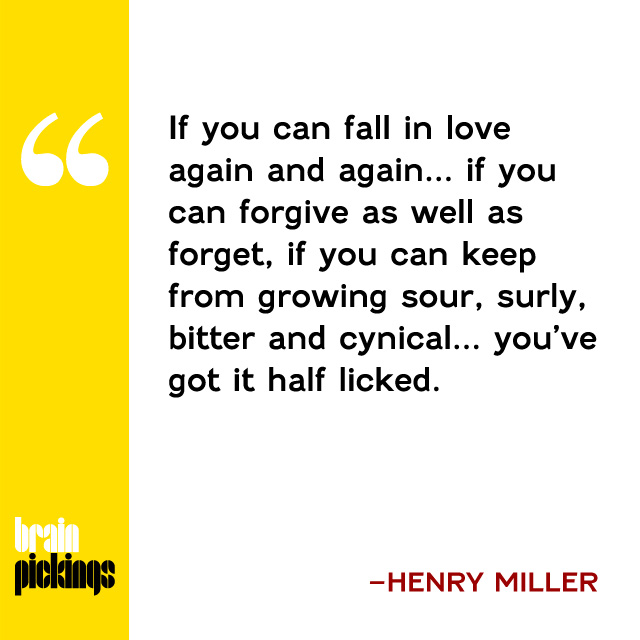 “
If you can fall in love
again and again... if you
can forgive as well as
forget, if you can keep
from growing sour, surly,
bitter and cynical... you’ve
got it half licked.
brain
pickings
–HENRY MILLER